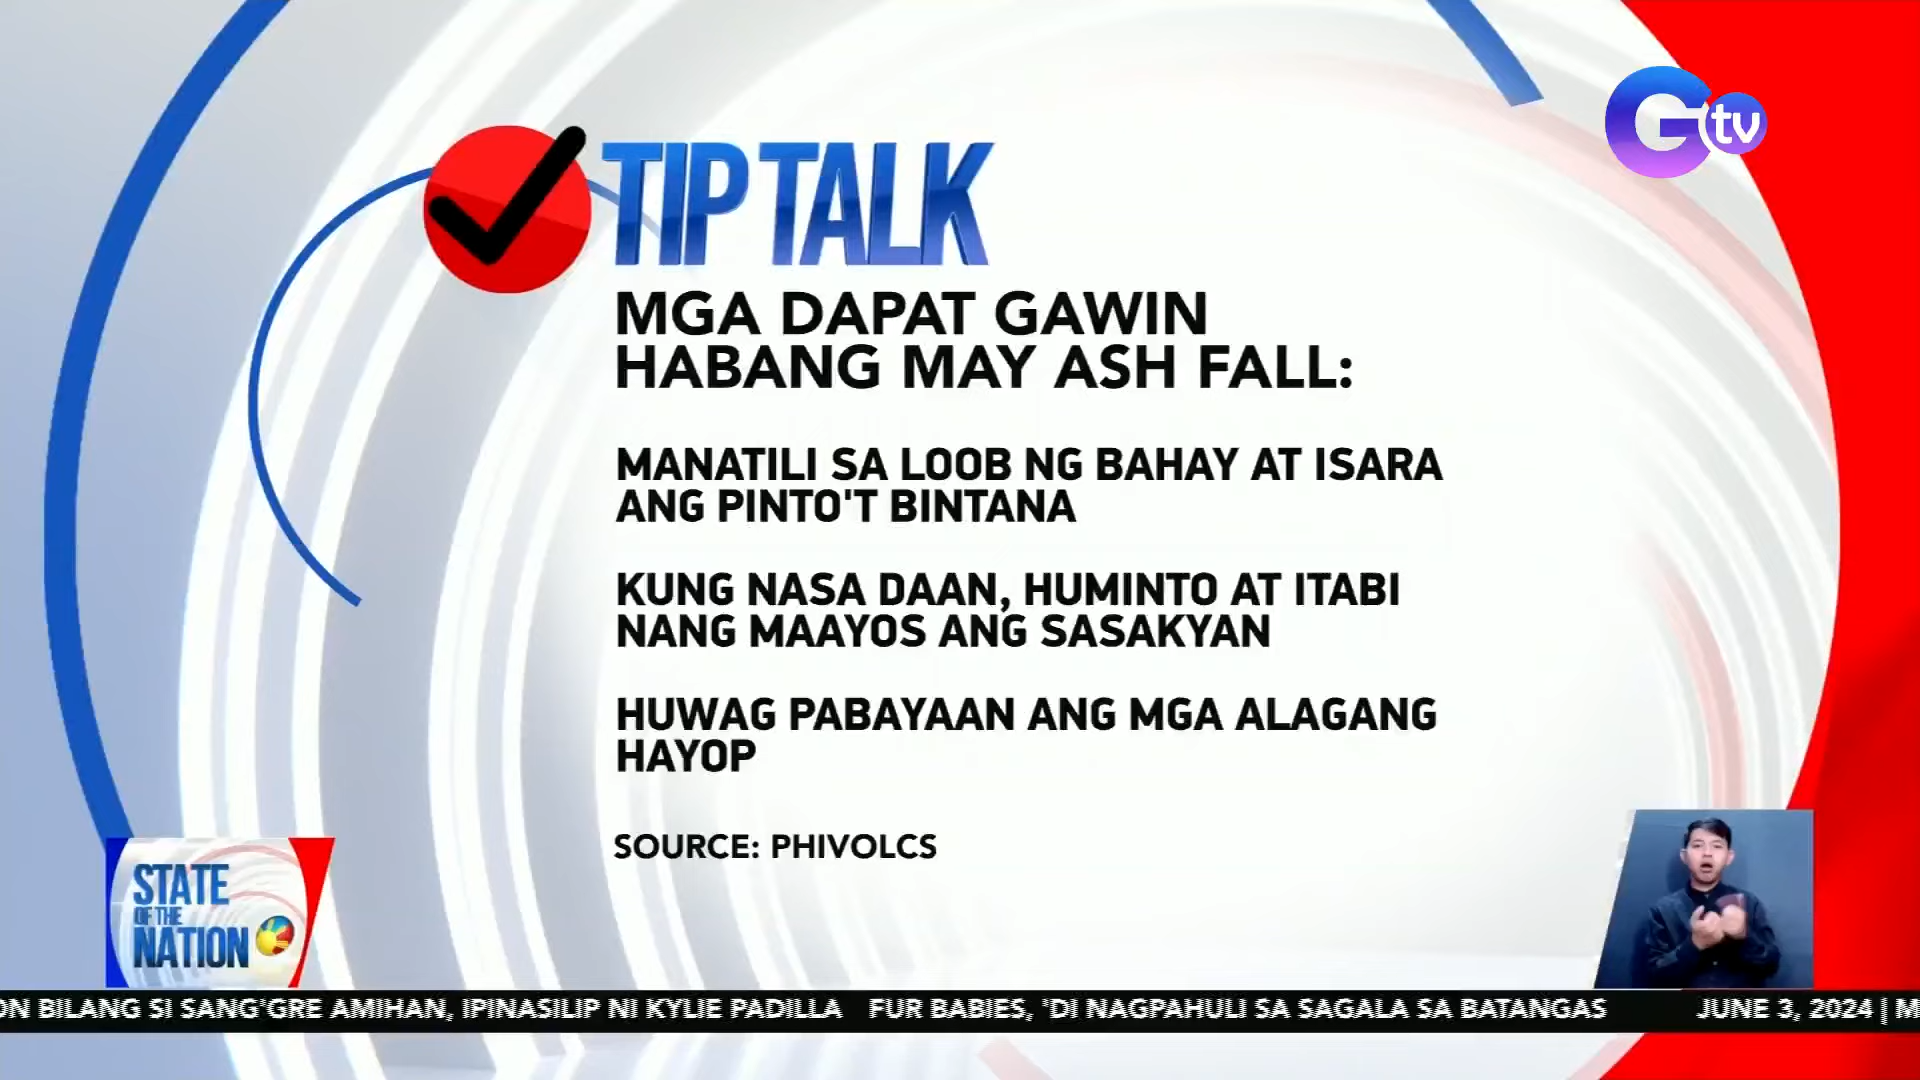 Gtv
TIP TALK
MGA DAPAT GAWIN
HABANG MAY ASH FALL:
MANATILI SA LOOB NG BAHAY AT ISARA
ANG PINTO'T BINTANA
KUNG NASA DAAN, HUMINTO AT ITABI
NANG MAAYOS ANG SASAKYAN
HUWAG PABAYAAN ANG MGA ALAGANG
HAYOP
SOURCE: PHIVOLCS
STATE
OF THE
NATION
ON BILANG SI SANG'GRE AMIHAN, IPINASILIP NI KYLIE PADILLA FUR BABIES, 'DI NAGPAHULI SA SAGALA SA BATANGAS JUNE 3, 2024 | M